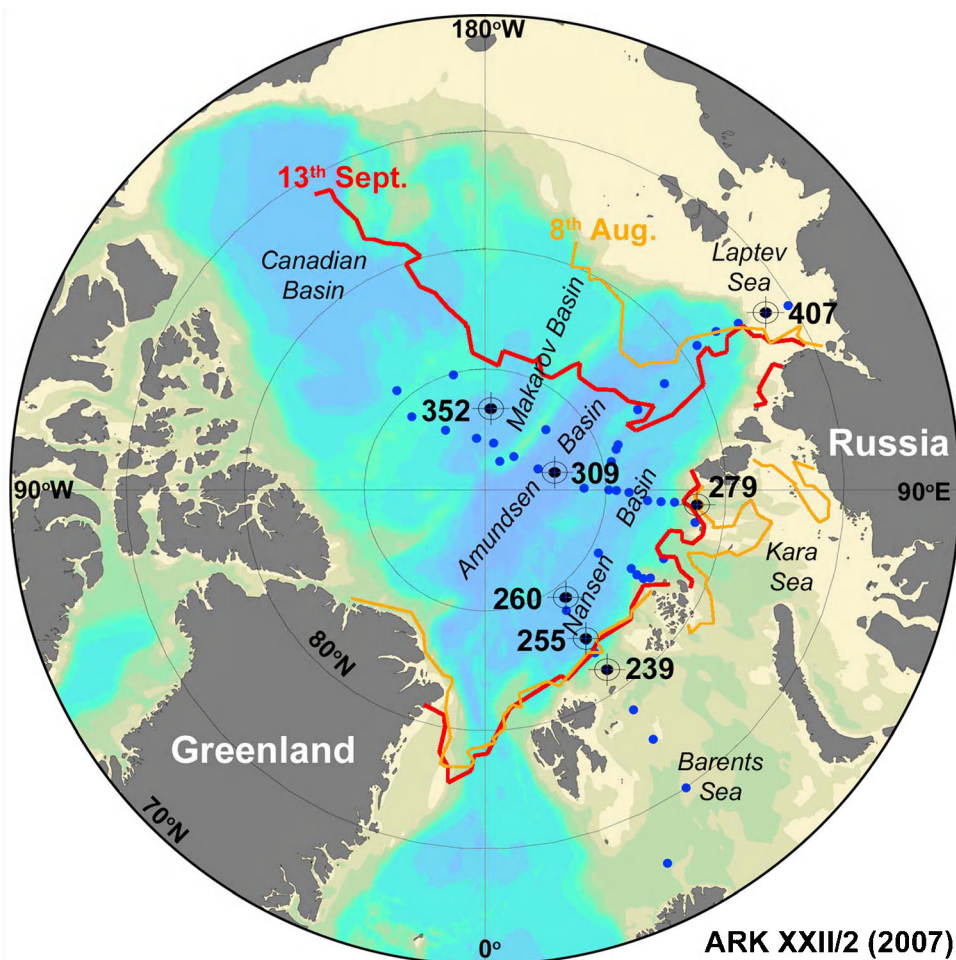 180°W
13th Sept.
8th Aug.
Canadian
Basin
Laptev
Sea
407
Makarov Basin
352
Basin
Russia
309
90°W
279
90°E
Amundsen
Basin
Kara
Sea
Nansen
260
255
239
80°N
Greenland
Barents
Sea
70°N
0°
ARK XXII/2 (2007)